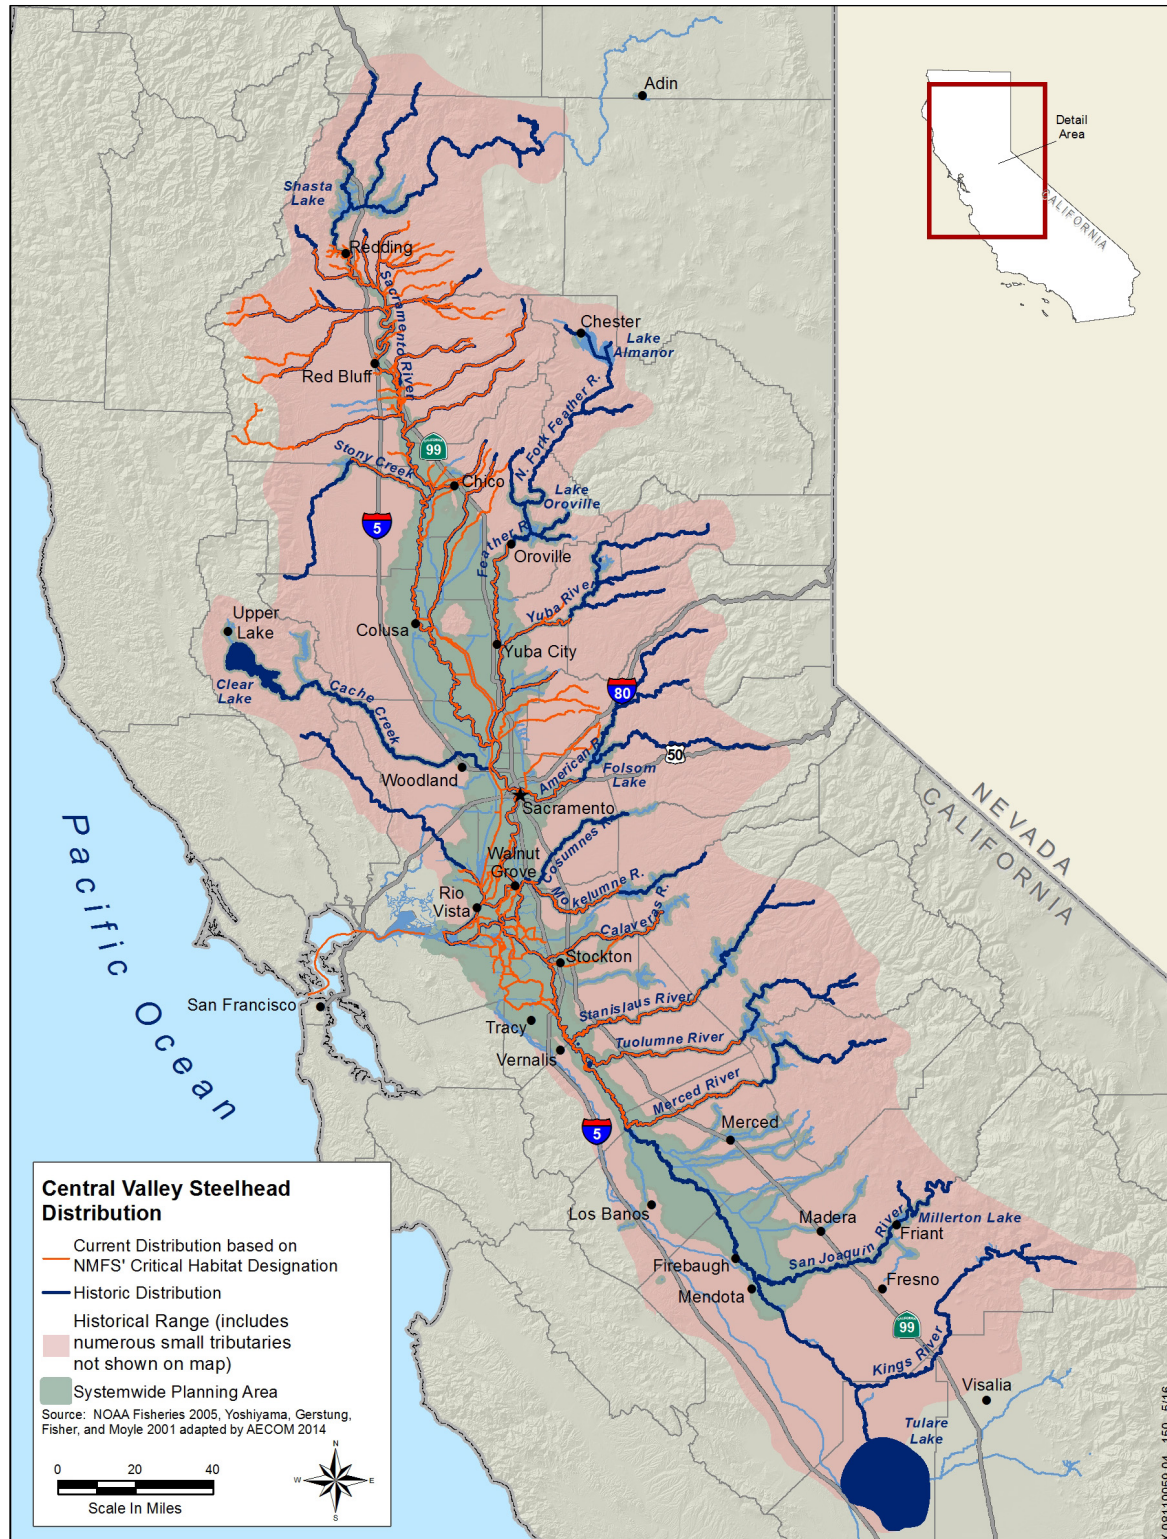 Adin
Detail
Area
CALIFORNIA
Shasta
Lake
Redding
Sacramento River
Chester
Lake
Almanor
Red Bluff
N. Fork Feather R.
99
Stony Creek
Chico
Lake
Oroville
5
Feather R.
Oroville
Yuba River
Upper
Lake
Colusa
Yuba City
Clear
Lake
Cache Creek
80
50
American R.
Folsom
Lake
Woodland
Sacramento
NEVADA
CALIFORNIA
Cosumnes R.
Walnut
Grove
Mokelumne R.
Rio
Vista
Calaveras R.
Stockton
Pacific Ocean
San Francisco
Stanislaus River
Tracy
Tuolumne River
Vernalis
Merced River
5
Merced
Los Banos
Madera
San Joaquin River
Millerton Lake
Friant
Firebaugh
Fresno
Mendota
99
Kings River
Visalia
Tulare
Lake
Central Valley Steelhead
Distribution
Current Distribution based on
NMFS' Critical Habitat Designation
Historic Distribution
Historical Range (includes
numerous small tributaries
not shown on map)
Systemwide Planning Area
Source: NOAA Fisheries 2005, Yoshiyama, Gerstung,
Fisher, and Moyle 2001 adapted by AECOM 2014
0 20 40
Scale In Miles
N
W E
S